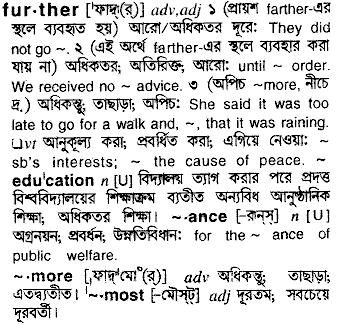 fur·ther [ˈফাদ্যা(র্)] adv,adj ১ (প্রায়শ farther-এর
স্থলে ব্যবহৃত হয়) আরো/অধিকতর দূরে: They did
not go ~. ২ (এই অর্থে farther-এর স্থলে ব্যবহার করা
যায় না) অধিকতর; অতিরিক্ত; আরো: until ~ order.
We received no ~ advice. ৩ (অপিচ ~more, নীচে
দ্র.) অধিকন্তু; তাছাড়া; অপিচ: She said it was too
late to go for a walk and, ~, that it was raining.
□vt আনুকূল্য করা; প্রবর্ধিত করা; এগিয়ে নেওয়া: ~
sb's interests; ~ the cause of peace. ~
eduˈcation n [U] বিদ্যালয় ত্যাগ করার পরে প্রদত্ত
বিশ্ববিদ্যালয়ের শিক্ষাক্রম ব্যতীত অন্যবিধ আনুষ্ঠানিক
শিক্ষা; অধিকতর শিক্ষা। ~·ance [–রন্‌স্] n [U]
অগ্রনয়ন; প্রবর্ধন; উন্নতিবিধান: for the ~ ance of
public welfare.
~·more [ˌফাদ্যাˈমো°(র্)] adv অধিকন্তু; তাছাড়া;
এতদ্ব্যতীত। ˈ~·most [–মৌস্ট্] adj দূরতম; সবচেয়ে
দূরবর্তী।